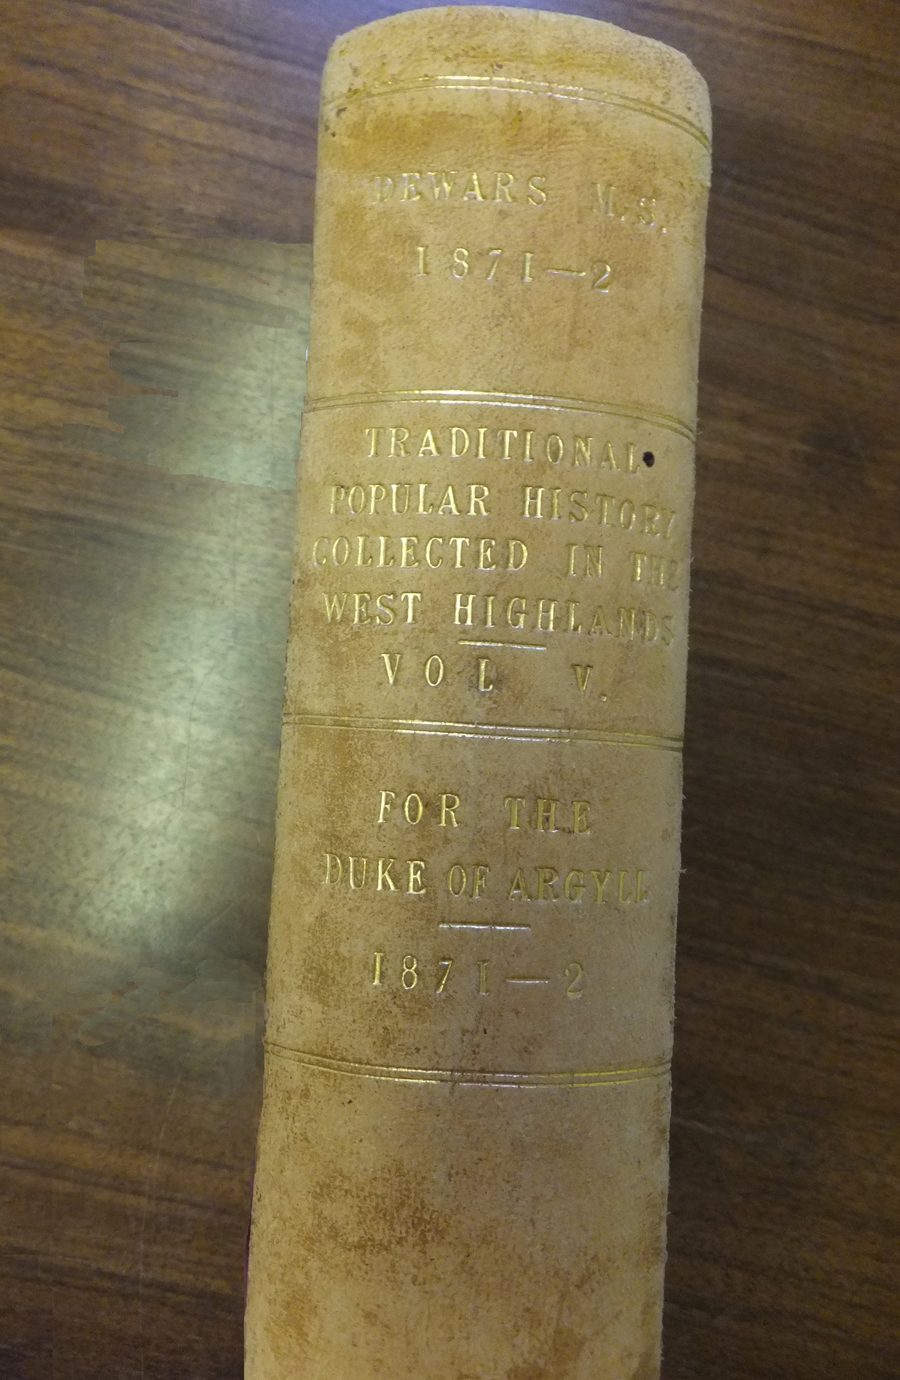 DEWARS M.S.
1871—2
TRADITIONAL
POPULAR HISTORY
COLLECTED IN THE
WEST HIGHLANDS
VOL V.
FOR THE
DUKE OF ARGYLL
1871—2